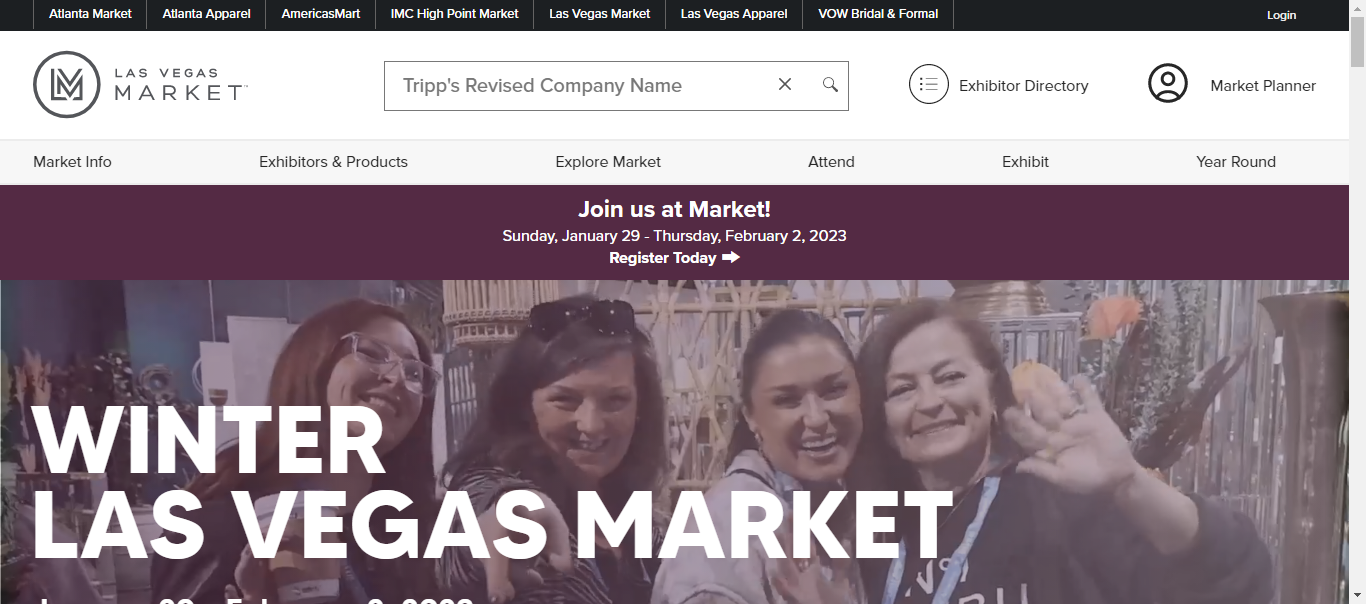 Atlanta Market Atlanta Apparel AmericasMart IMC High Point Market Las Vegas Market Las Vegas Apparel VOW Bridal & Formal Login
LAS VEGAS
MARKET
Tripp's Revised Company Name
Exhibitor Directory
Market Planner
Market Info Exhibitors & Products Explore Market Attend Exhibit Year Round
Join us at Market!
Sunday, January 29 - Thursday, February 2, 2023
Register Today
WINTER
LAS VEGAS MARKET